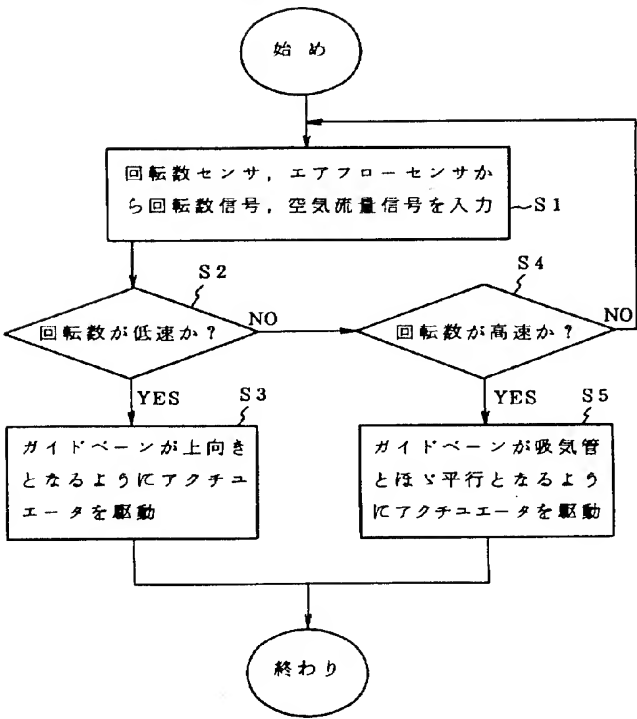 始め
回転数センサ，エアフローセンサか
ら回転数信号，空気流量信号を入力
S1
S2
S4
回転数が低速か？
NO
回転数が高速か？
NO
YES
S3
YES
S5
ガイドベーンが上向き
となるようにアクチユ
エータを駆動
ガイドベーンが吸気管
とほゞ平行となるよう
にアクチユエータを駆動
終わり